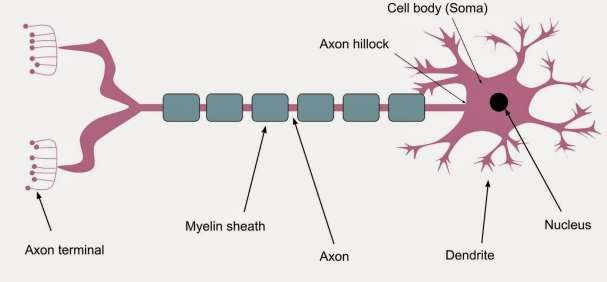 Cell body (Soma)
Axon hillock
Nucleus
Myelin sheath
Axon terminal
Axon
Dendrite